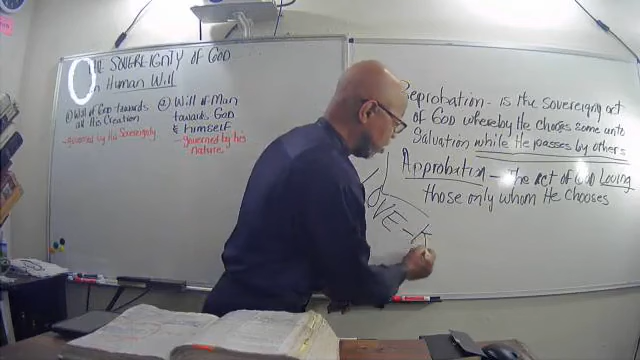 THE SOVEREIGNTY OF GOD
on Human Will
① Will of God towards
all His Creation
- governed by His Sovereignty
② Will of Man
towards God
& himself
- governed by his
Nature
Reprobation - is the sovereign act
of God whereby He chooses some unto
Salvation while He passes by others
Approbation - The Act of God Loving
those only whom He chooses
LOVE -